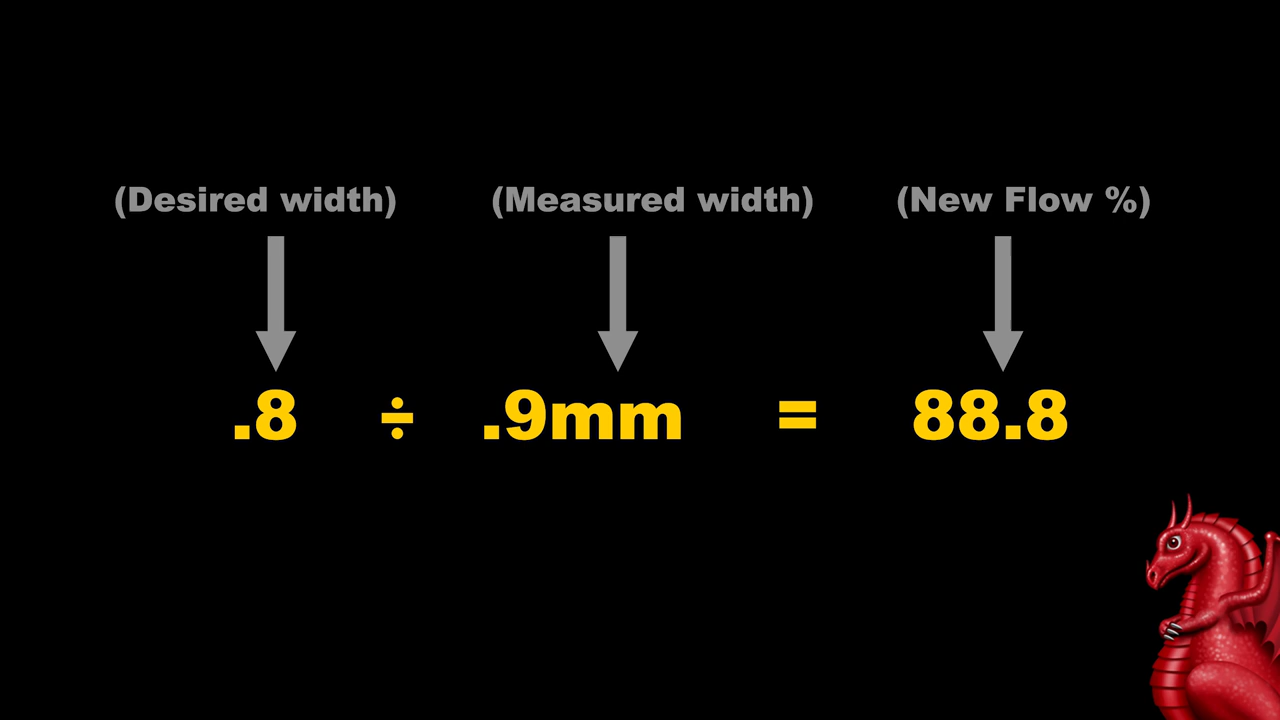 (Desired width) (Measured width) (New Flow %)
.8 ÷ .9mm = 88.8